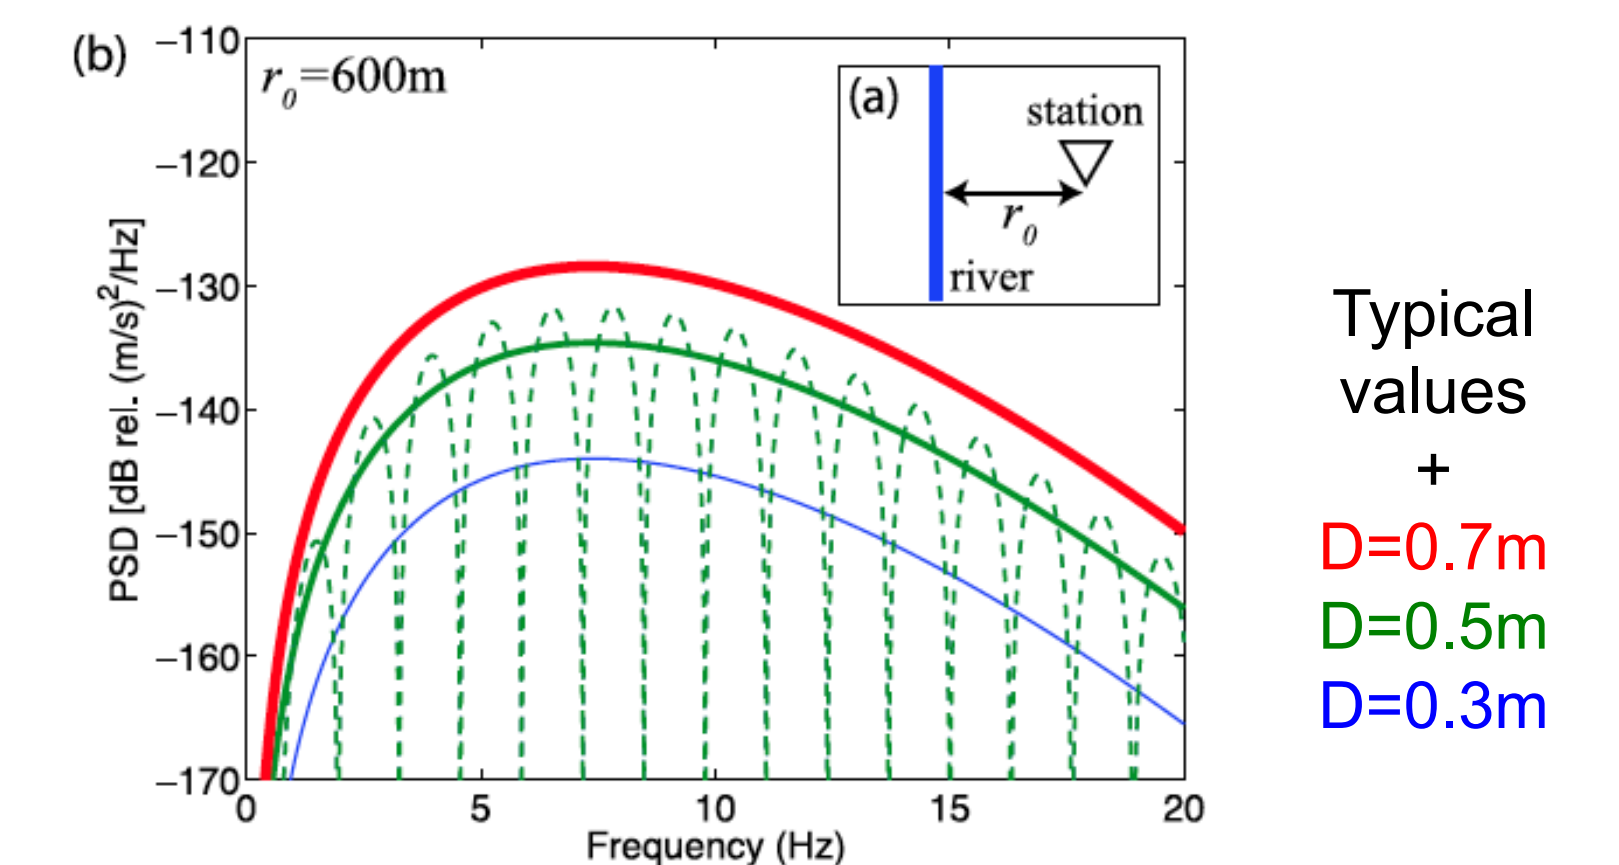 (b)
r0=600m
(a)
station
r0
river
−110
−120
−130
−140
−150
−160
−170
PSD [dB rel. (m/s)2/Hz]
0 5 10 15 20
Frequency (Hz)
Typical
values
+
D=0.7m
D=0.5m
D=0.3m